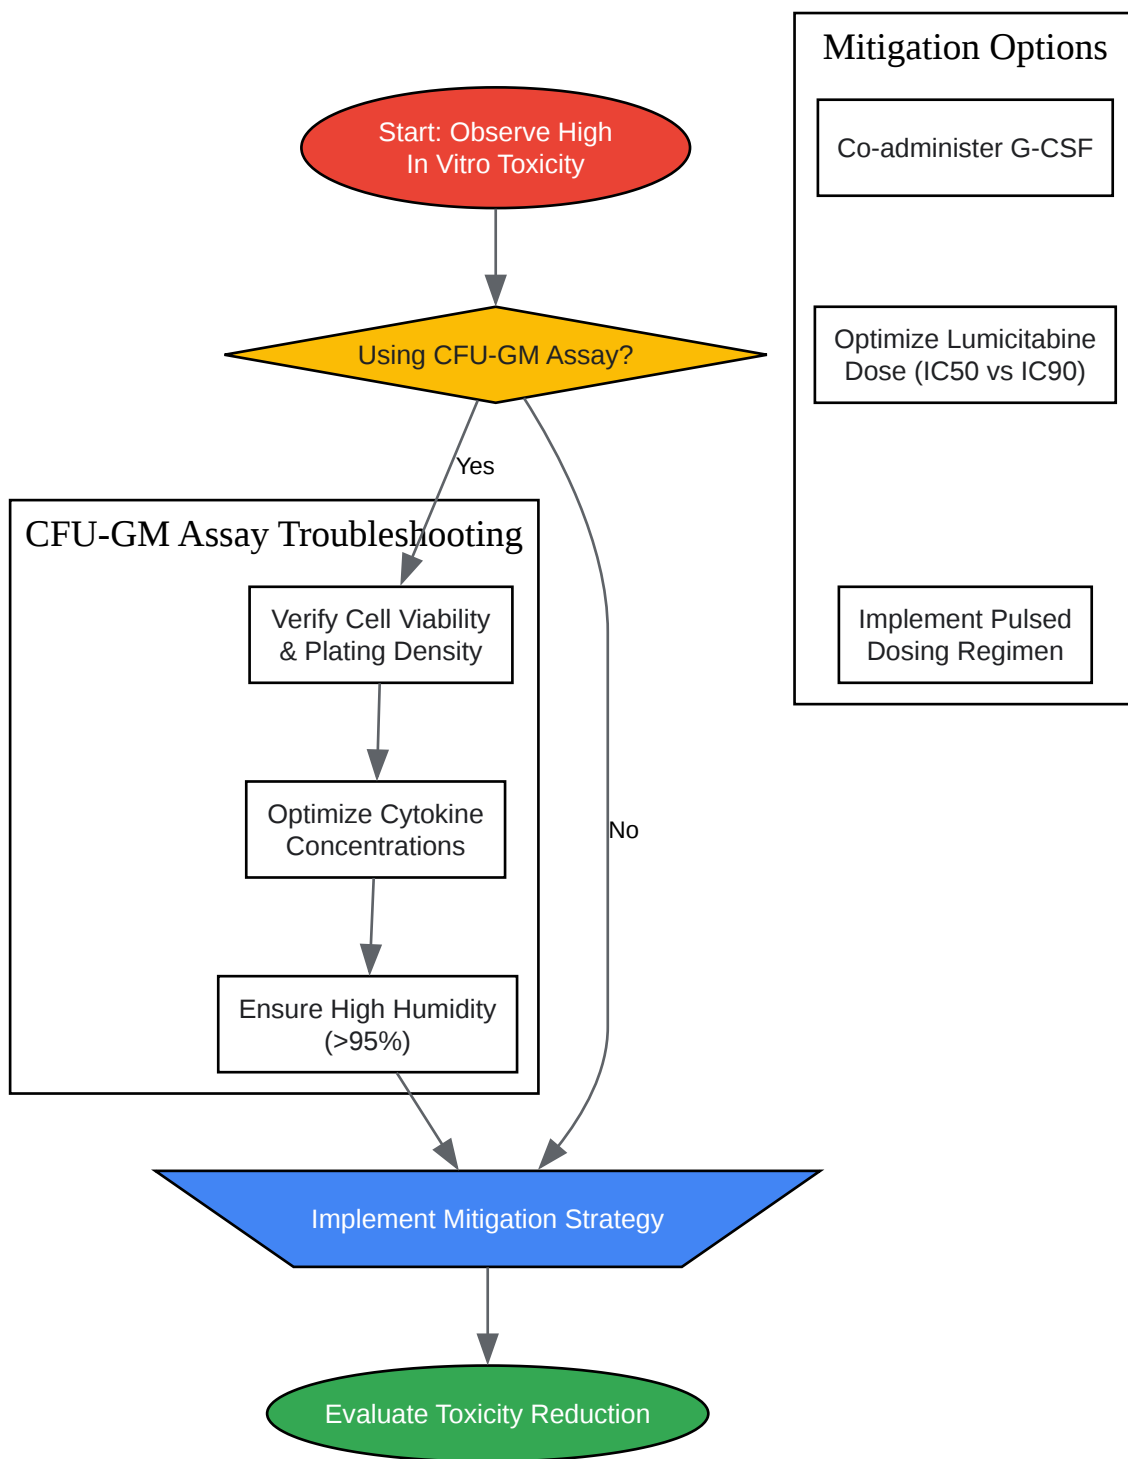 Start: Observe High
In Vitro Toxicity
Using CFU-GM Assay?
Yes
No
CFU-GM Assay Troubleshooting
Verify Cell Viability
& Plating Density
Optimize Cytokine
Concentrations
Ensure High Humidity
(>95%)
Implement Mitigation Strategy
Evaluate Toxicity Reduction
Mitigation Options
Co-administer G-CSF
Optimize Lumicitabine
Dose (IC50 vs IC90)
Implement Pulsed
Dosing Regimen